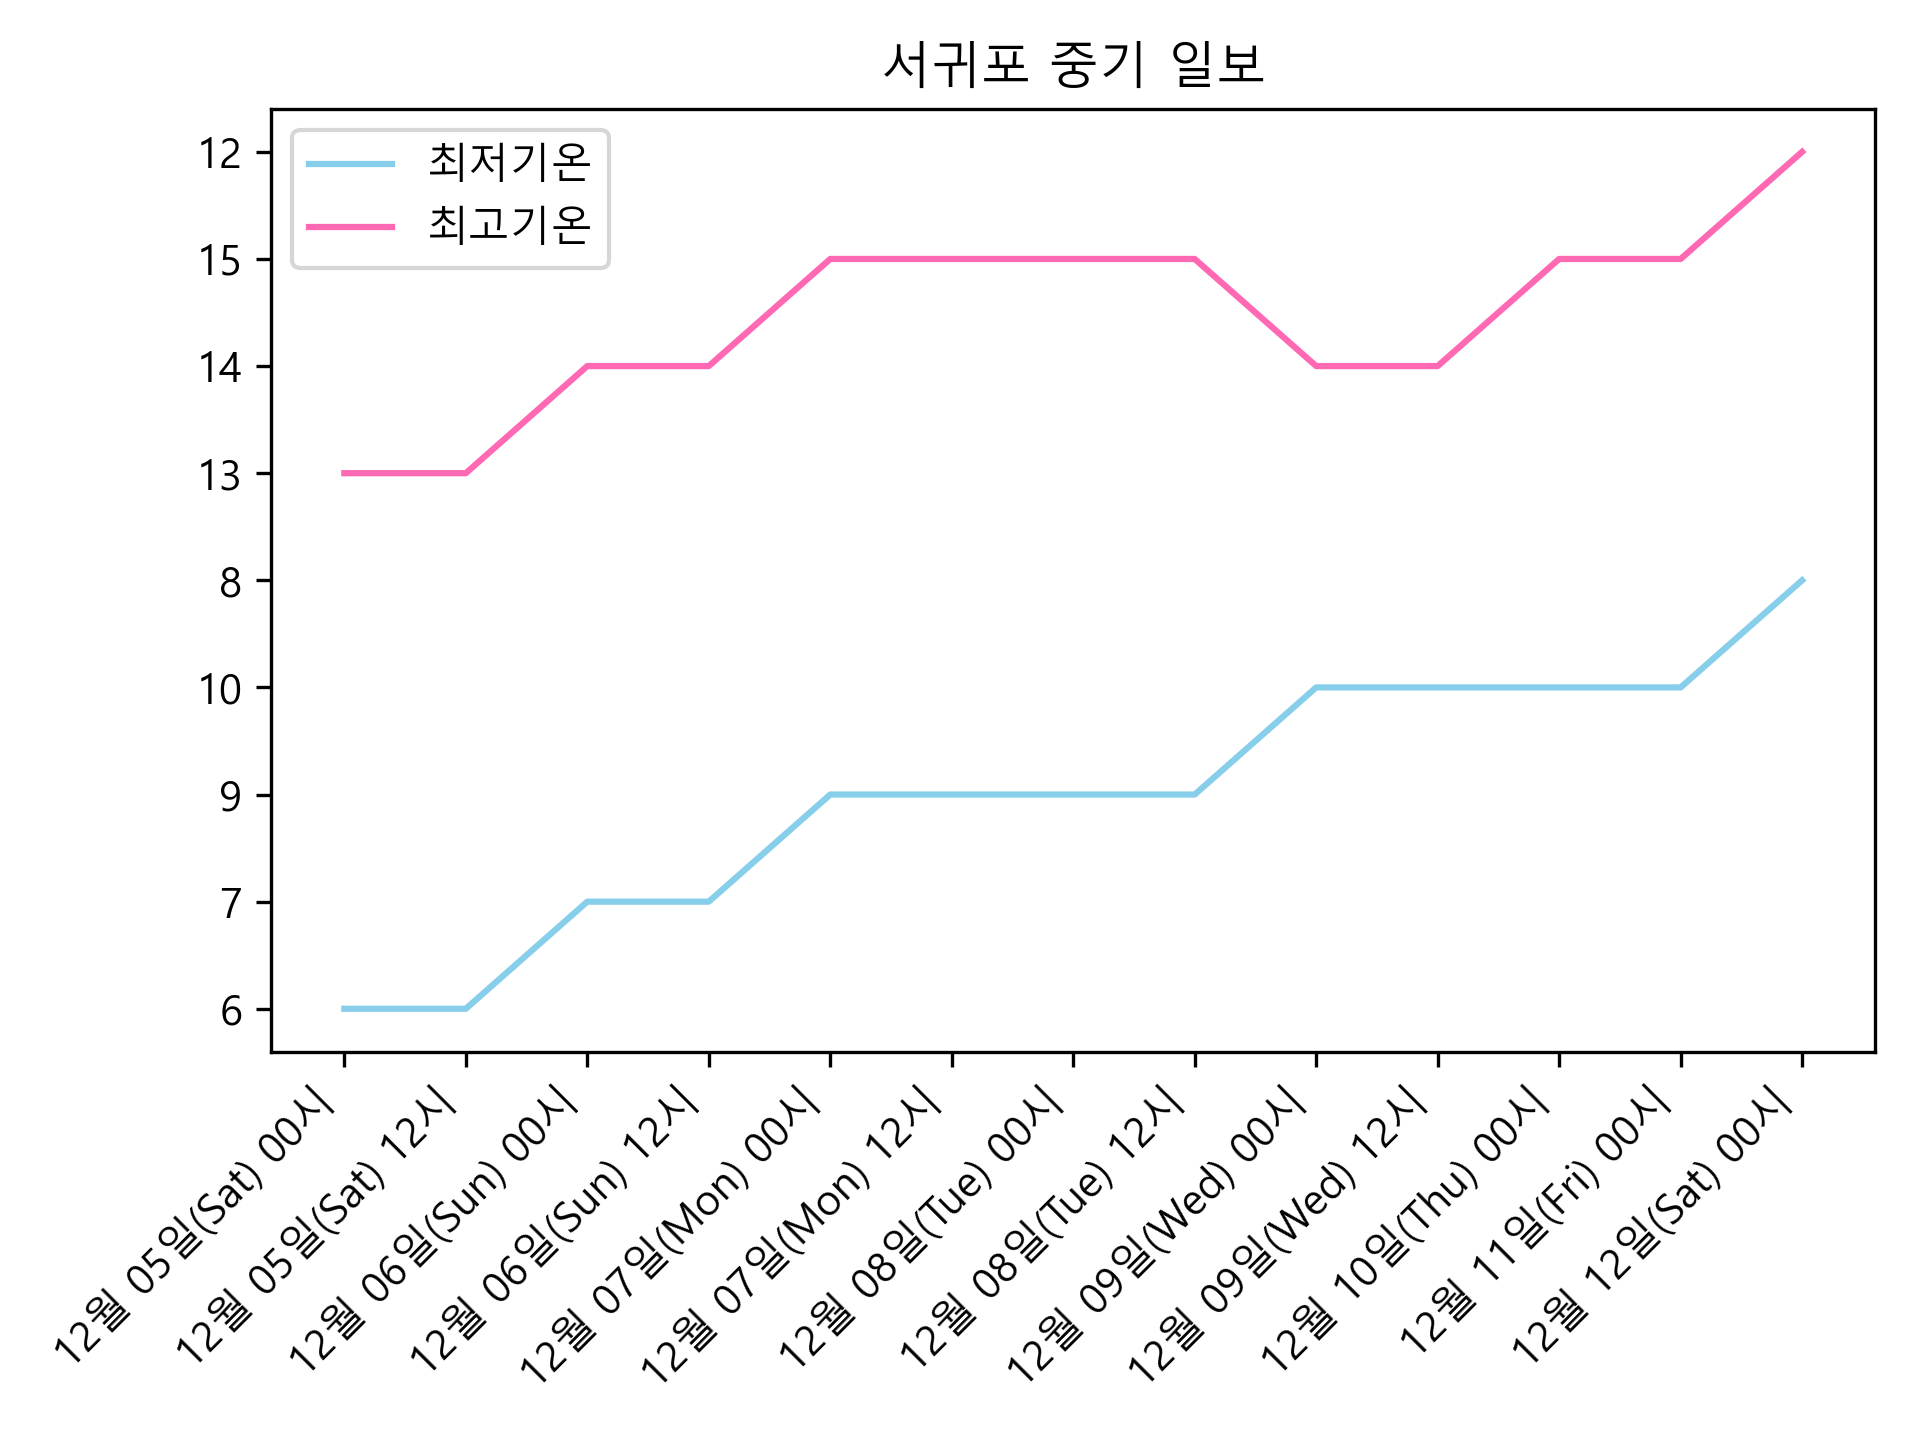 서귀포 중기 일보
최저기온
최고기온
12
15
14
13
8
10
9
7
6
12월 05일(Sat) 00시
12월 05일(Sat) 12시
12월 06일(Sun) 00시
12월 06일(Sun) 12시
12월 07일(Mon) 00시
12월 07일(Mon) 12시
12월 08일(Tue) 00시
12월 08일(Tue) 12시
12월 09일(Wed) 00시
12월 09일(Wed) 12시
12월 10일(Thu) 00시
12월 11일(Fri) 00시
12월 12일(Sat) 00시